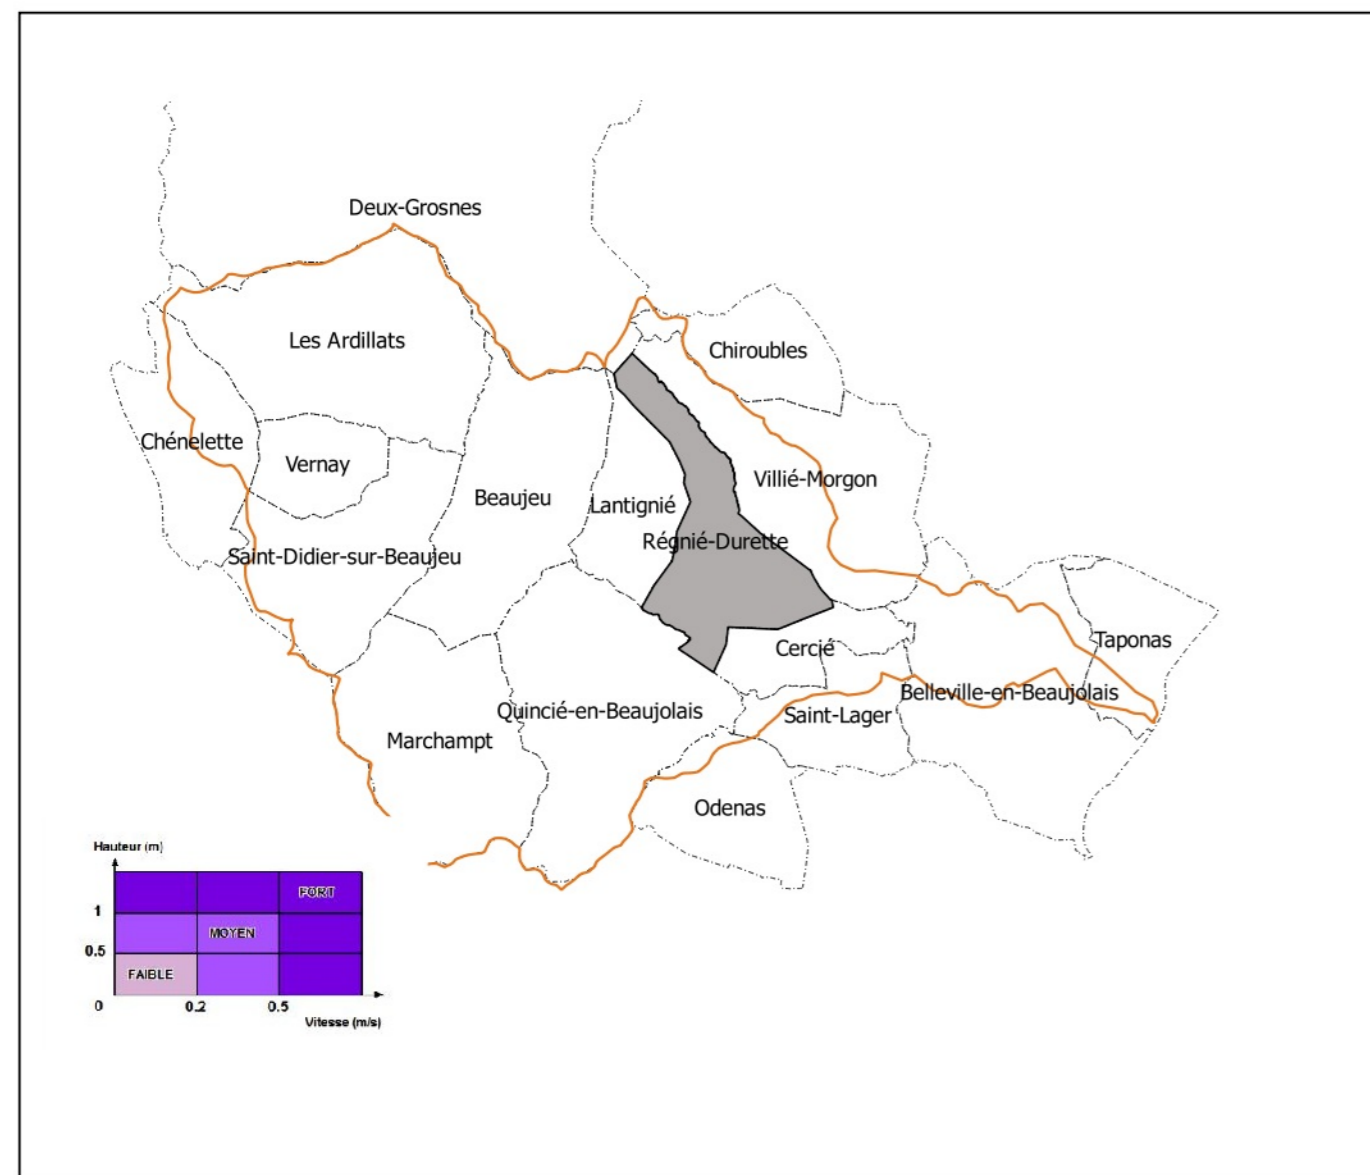 Deux-Grosnes
Les Ardillats
Chiroubles
Chénelette
Vernay
Villié-Morgon
Beaujeu
Lantignié
Régnié-Durette
Saint-Didier-sur-Beaujeu
Taponas
Cercié
Belleville-en-Beaujolais
Quincié-en-Beaujolais
Saint-Lager
Marchampt
Odenas
Hauteur (m)
FORT
1
MOYEN
0.5
FAIBLE
0 0.2 0.5
Vitesse (m/s)